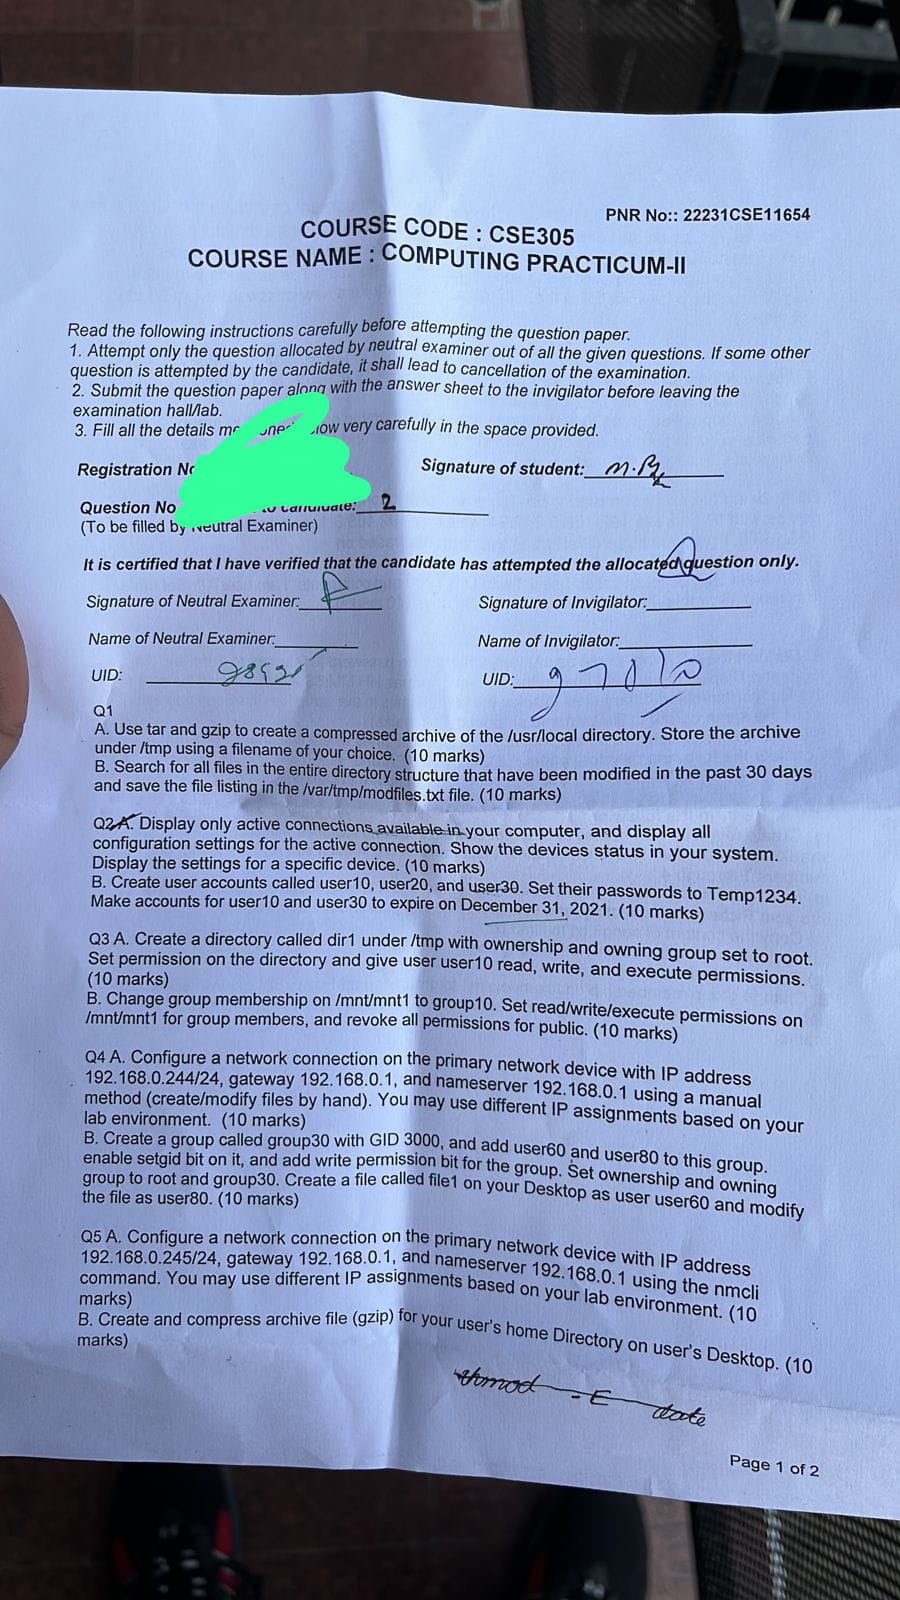 PNR No:: 22231CSE11654
COURSE CODE : CSE305
COURSE NAME : COMPUTING PRACTICUM-II
Read the following instructions carefully before attempting the question paper.
1. Attempt only the question allocated by neutral examiner out of all the given questions. If some other
question is attempted by the candidate, it shall lead to cancellation of the examination.
2. Submit the question paper along with the answer sheet to the invigilator before leaving the
examination hall/lab.
3. Fill all the details very carefully in the space provided.
Registration Signature of student:
Question No candidate: 2
(To be filled by Neutral Examiner)
It is certified that I have verified that the candidate has attempted the allocated question only.
Signature of Neutral Examiner: Signature of Invigilator:
Name of Neutral Examiner: Name of Invigilator:
UID: UID:
Q1
A. Use tar and gzip to create a compressed archive of the /usr/local directory. Store the archive
under /tmp using a filename of your choice. (10 marks)
B. Search for all files in the entire directory structure that have been modified in the past 30 days
and save the file listing in the /var/tmp/modfiles.txt file. (10 marks)
Q2 A. Display only active connections available in your computer, and display all
configuration settings for the active connection. Show the devices status in your system.
Display the settings for a specific device. (10 marks)
B. Create user accounts called user10, user20, and user30. Set their passwords to Temp1234.
Make accounts for user10 and user30 to expire on December 31, 2021. (10 marks)
Q3 A. Create a directory called dir1 under /tmp with ownership and owning group set to root.
Set permission on the directory and give user user10 read, write, and execute permissions.
(10 marks)
B. Change group membership on /mnt/mnt1 to group10. Set read/write/execute permissions on
/mnt/mnt1 for group members, and revoke all permissions for public. (10 marks)
Q4 A. Configure a network connection on the primary network device with IP address
192.168.0.244/24, gateway 192.168.0.1, and nameserver 192.168.0.1 using a manual
method (create/modify files by hand). You may use different IP assignments based on your
lab environment. (10 marks)
B. Create a group called group30 with GID 3000, and add user60 and user80 to this group.
enable setgid bit on it, and add write permission bit for the group. Set ownership and owning
group to root and group30. Create a file called file1 on your Desktop as user user60 and modify
the file as user80. (10 marks)
Q5 A. Configure a network connection on the primary network device with IP address
192.168.0.245/24, gateway 192.168.0.1, and nameserver 192.168.0.1 using the nmcli
command. You may use different IP assignments based on your lab environment. (10
marks)
B. Create and compress archive file (gzip) for your user's home Directory on user's Desktop. (10
marks)
-E date
Page 1 of 2